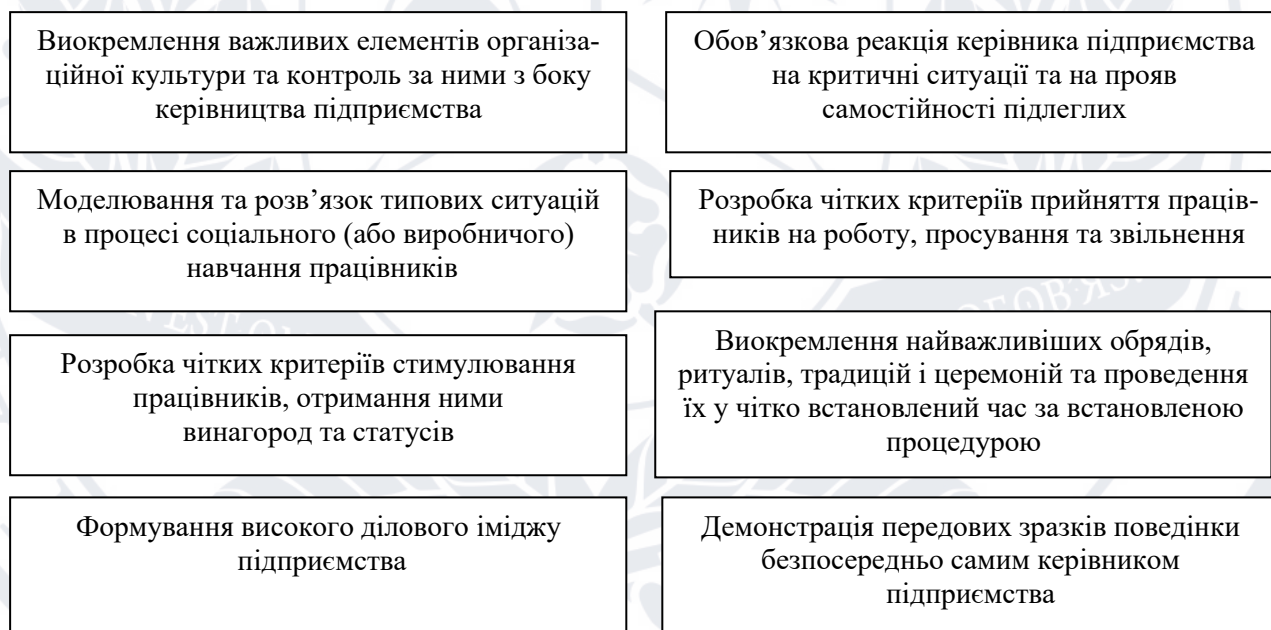 Виокремлення важливих елементів організа-
ційної культури та контроль за ними з боку
керівництва підприємства
Обов’язкова реакція керівника підприємства
на критичні ситуації та на прояв
самостійності підлеглих
Моделювання та розв’язок типових ситуацій
в процесі соціального (або виробничого)
навчання працівників
Розробка чітких критеріїв прийняття праців-
ників на роботу, просування та звільнення
Розробка чітких критеріїв стимулювання
працівників, отримання ними
винагород та статусів
Виокремлення найважливіших обрядів,
ритуалів, традицій і церемоній та проведення
їх у чітко встановлений час за встановленою
процедурою
Формування високого ділового іміджу
підприємства
Демонстрація передових зразків поведінки
безпосередньо самим керівником
підприємства